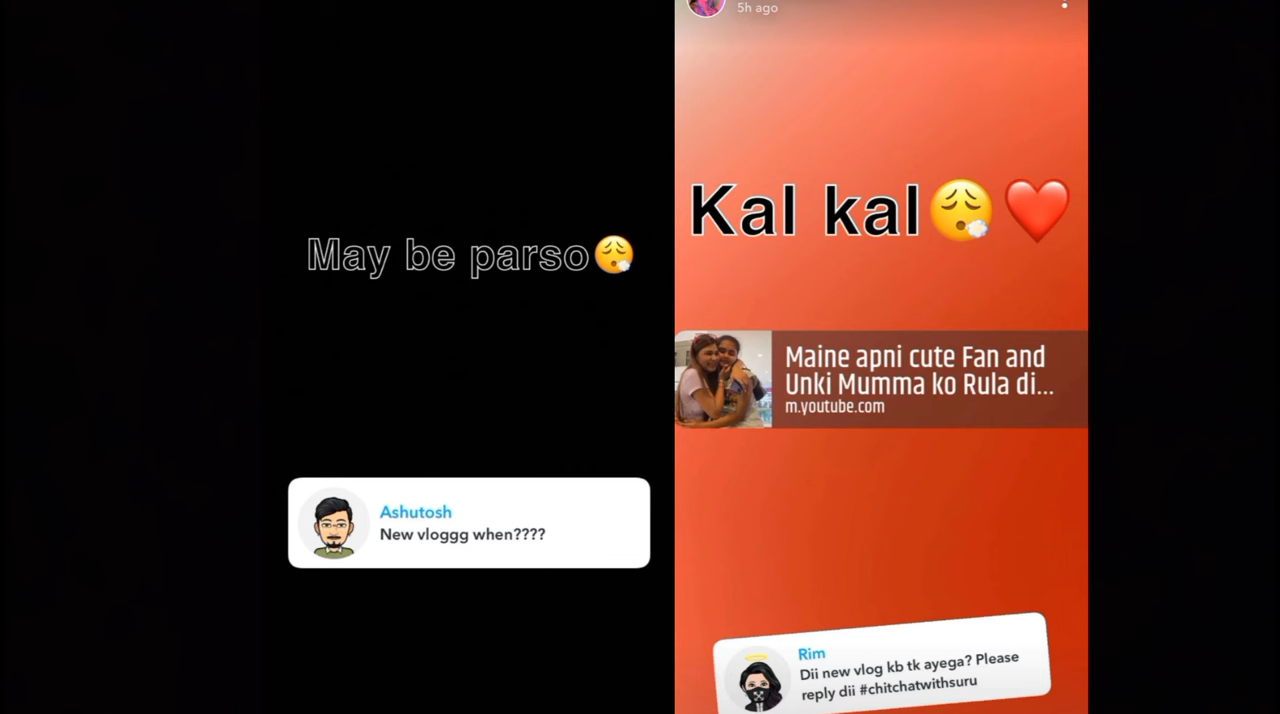 May be parso😮‍💨
Ashutosh
New vloggg when????
5h ago
Kal kal😮‍💨❤️
Maine apni cute Fan and
Unki Mumma ko Rula di...
m.youtube.com
Rim
Dii new vlog kb tk ayega? Please
reply dii #chitchatwithsuru